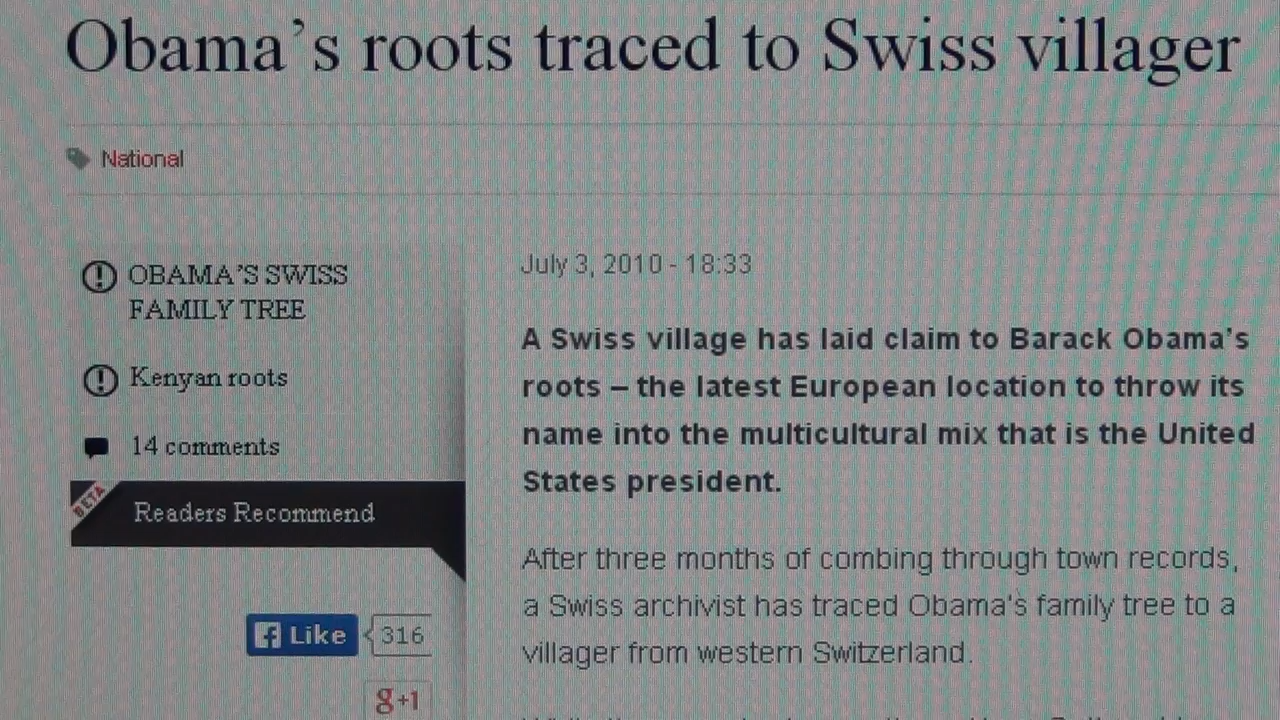 Obama's roots traced to Swiss villager
National
OBAMA'S SWISS
FAMILY TREE
Kenyan roots
14 comments
BETA
Readers Recommend
Like
316
g+1
July 3, 2010 - 18:33
A Swiss village has laid claim to Barack Obama's
roots – the latest European location to throw its
name into the multicultural mix that is the United
States president.
After three months of combing through town records,
a Swiss archivist has traced Obama's family tree to a
villager from western Switzerland.